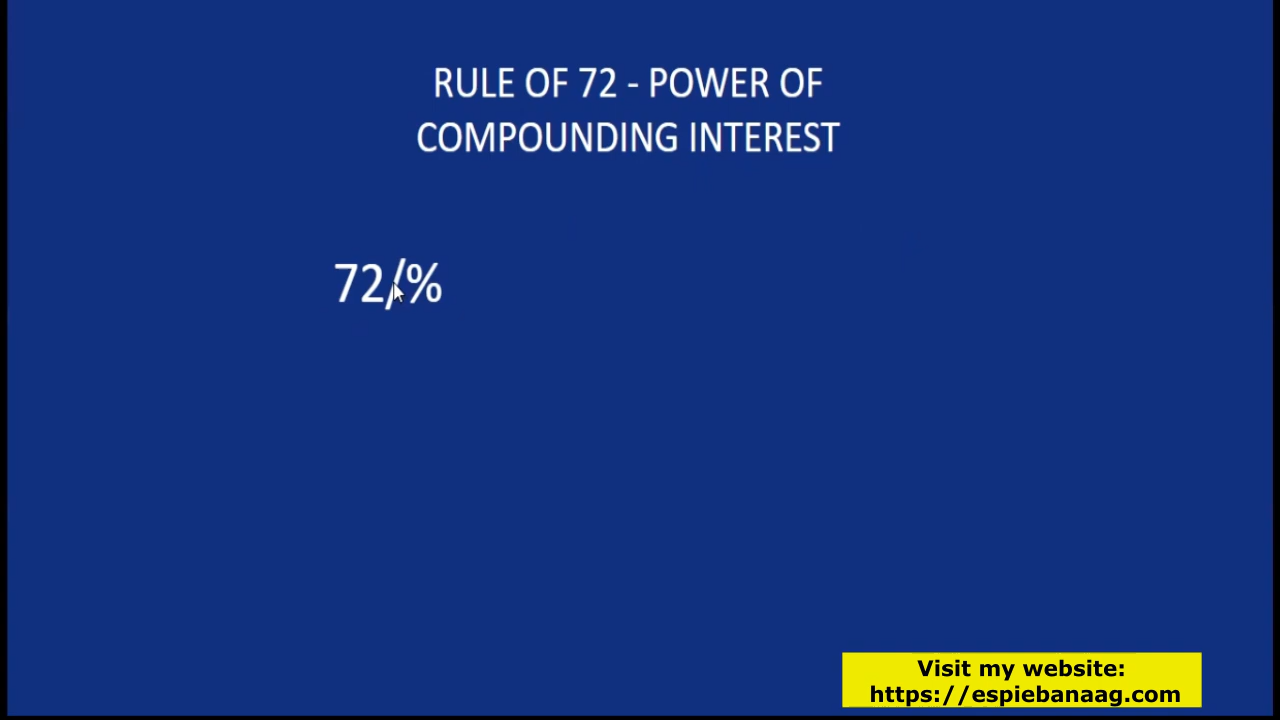 RULE OF 72 - POWER OF
COMPOUNDING INTEREST
72/%
Visit my website:
https://espiebanaag.com